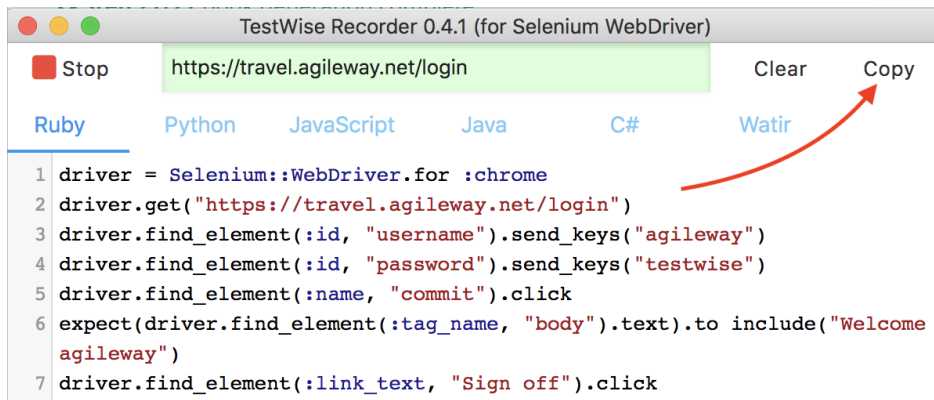 TestWise Recorder 0.4.1 (for Selenium WebDriver)
Stop https://travel.agileway.net/login Clear Copy
Ruby Python JavaScript Java C# Watir
1 driver = Selenium::WebDriver.for :chrome
2 driver.get("https://travel.agileway.net/login")
3 driver.find_element(:id, "username").send_keys("agileway")
4 driver.find_element(:id, "password").send_keys("testwise")
5 driver.find_element(:name, "commit").click
6 expect(driver.find_element(:tag_name, "body").text).to include("Welcome
agileway")
7 driver.find_element(:link_text, "Sign off").click